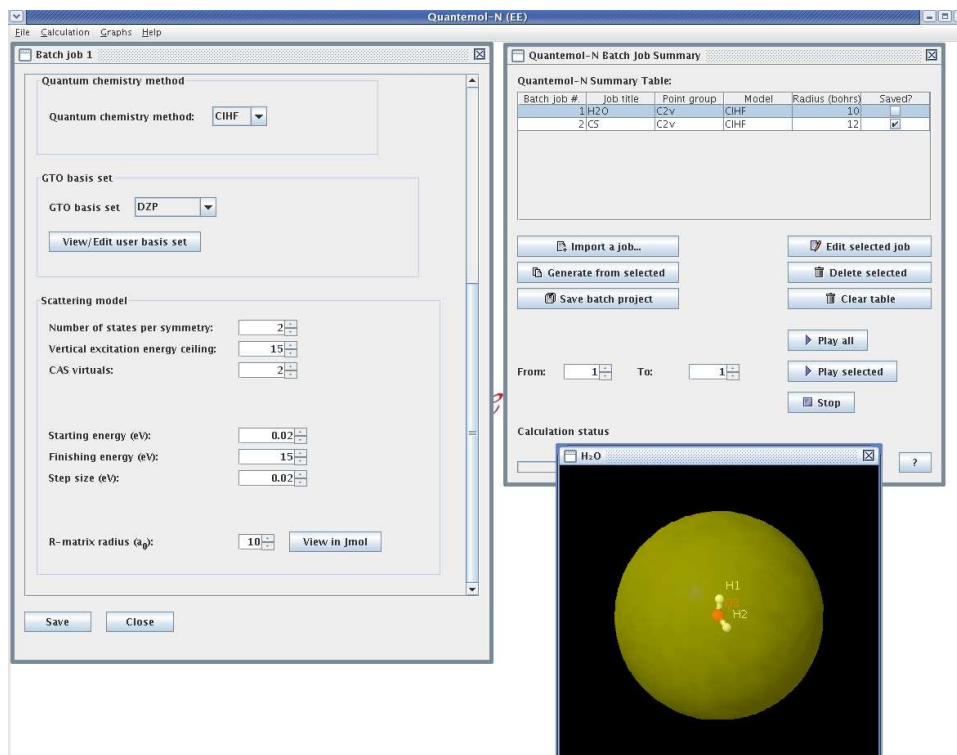 Quantemol-N (EE)
File Calculation Graphs Help
Batch job 1
Quantum chemistry method
Quantum chemistry method: CIHF
GTO basis set
GTO basis set DZP
View/Edit user basis set
Scattering model
Number of states per symmetry: 2
Vertical excitation energy ceiling: 15
CAS virtuals: 2
Starting energy (eV): 0.02
Finishing energy (eV): 15
Step size (eV): 0.02
R-matrix radius (a₀): 10 View in Jmol
Save Close
Quantemol-N Batch Job Summary
Quantemol-N Summary Table:
Batch job #. Job title Point group Model Radius (bohrs) Saved?
1 H2O C2v CIHF 10
2 CS C2v CIHF 12
Import a job... Edit selected job
Generate from selected Delete selected
Save batch project Clear table
Play all
From: 1 To: 1 Play selected
Stop
Calculation status
?
H₂O
H1
H2